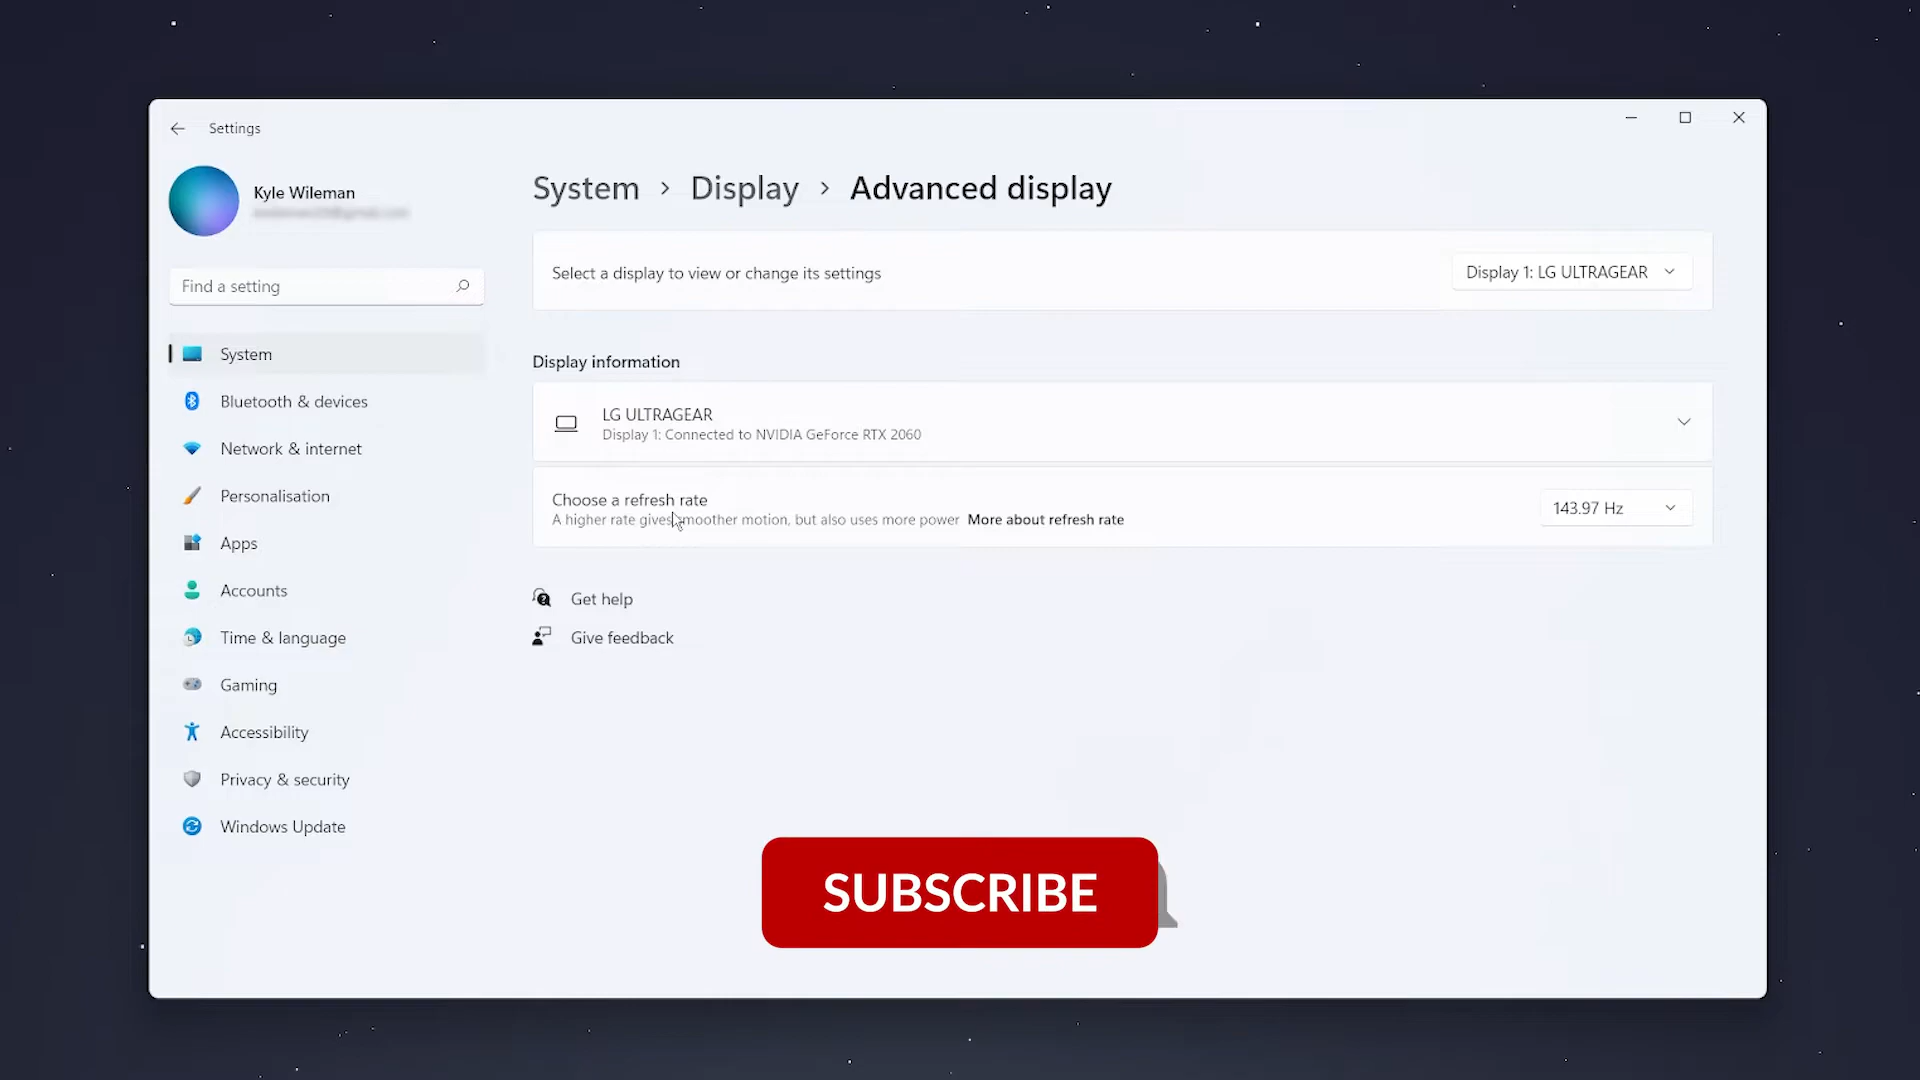 Settings
Kyle Wileman
Find a setting
System
Bluetooth & devices
Network & internet
Personalisation
Apps
Accounts
Time & language
Gaming
Accessibility
Privacy & security
Windows Update
System > Display > Advanced display
Select a display to view or change its settings
Display 1: LG ULTRAGEAR
Display information
LG ULTRAGEAR
Display 1: Connected to NVIDIA GeForce RTX 2060
Choose a refresh rate
A higher rate gives smoother motion, but also uses more power More about refresh rate
143.97 Hz
Get help
Give feedback
SUBSCRIBE